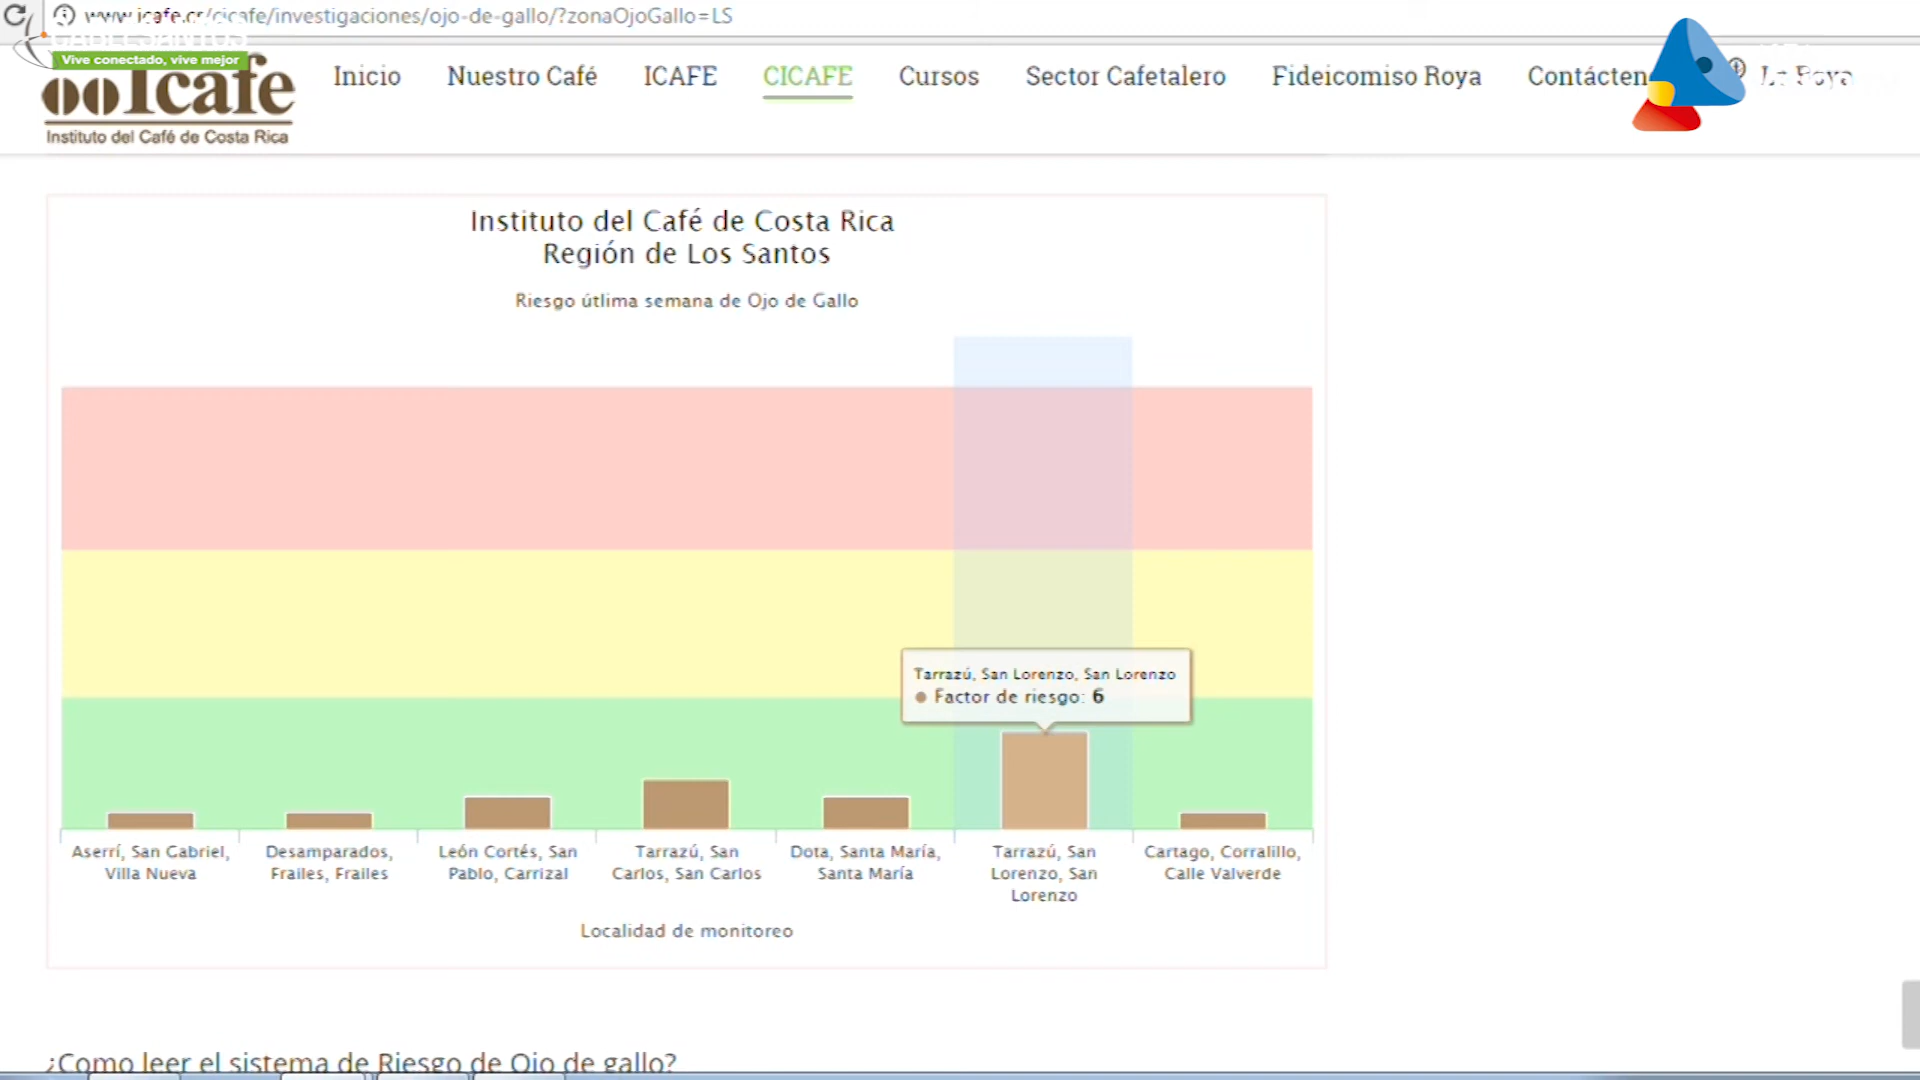 www.icafe.cr/cicafe/investigaciones/ojo-de-gallo/?zonaOjoGallo=LS
CABLESANTOS
Vive conectado, vive mejor
Icafe
Instituto del Café de Costa Rica
Inicio
Nuestro Café
ICAFE
CICAFE
Cursos
Sector Cafetalero
Fideicomiso Roya
Contácten
La Roya
Instituto del Café de Costa Rica
Región de Los Santos
Riesgo útlima semana de Ojo de Gallo
Tarrazú, San Lorenzo, San Lorenzo
Factor de riesgo: 6
Aserrí, San Gabriel,
Villa Nueva
Desamparados,
Frailes, Frailes
León Cortés, San
Pablo, Carrizal
Tarrazú, San
Carlos, San Carlos
Dota, Santa María,
Santa María
Tarrazú, San
Lorenzo, San
Lorenzo
Cartago, Corralillo,
Calle Valverde
Localidad de monitoreo
¿Como leer el sistema de Riesgo de Ojo de gallo?